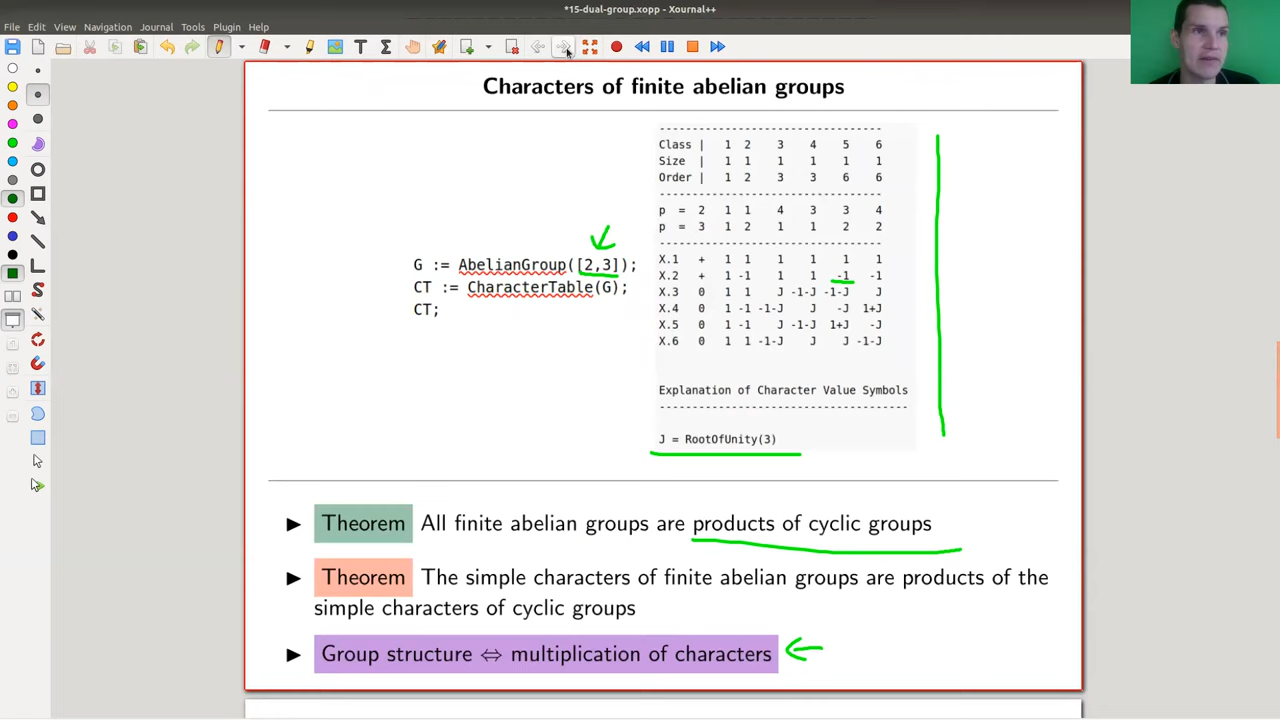 *15-dual-group.xopp - Xournal++
File Edit View Navigation Journal Tools Plugin Help
Characters of finite abelian groups
G := AbelianGroup([2,3]);
CT := CharacterTable(G);
CT;
---------------------------------
Class | 1 2 3 4 5 6
Size | 1 1 1 1 1 1
Order | 1 2 3 3 6 6
---------------------------------
p = 2 1 1 4 3 3 4
p = 3 1 2 1 1 2 2
---------------------------------
X.1 + 1 1 1 1 1 1
X.2 + 1 -1 1 1 -1 -1
X.3 0 1 1 J -1-J -1-J J
X.4 0 1 -1 -1-J J -J 1+J
X.5 0 1 -1 J -1-J 1+J -J
X.6 0 1 1 -1-J J J -1-J
Explanation of Character Value Symbols
--------------------------------------
J = RootOfUnity(3)
▶ Theorem All finite abelian groups are products of cyclic groups
▶ Theorem The simple characters of finite abelian groups are products of the
simple characters of cyclic groups
▶ Group structure ⇔ multiplication of characters